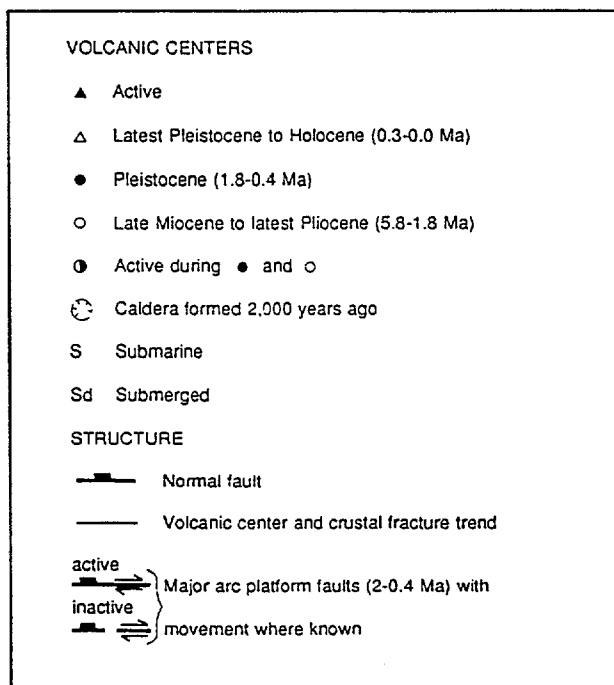 VOLCANIC CENTERS
Active
Latest Pleistocene to Holocene (0.3-0.0 Ma)
Pleistocene (1.8-0.4 Ma)
Late Miocene to latest Pliocene (5.8-1.8 Ma)
Active during ● and ○
Caldera formed 2,000 years ago
S Submarine
Sd Submerged
STRUCTURE
Normal fault
Volcanic center and crustal fracture trend
active
Major arc platform faults (2-0.4 Ma) with
inactive
movement where known